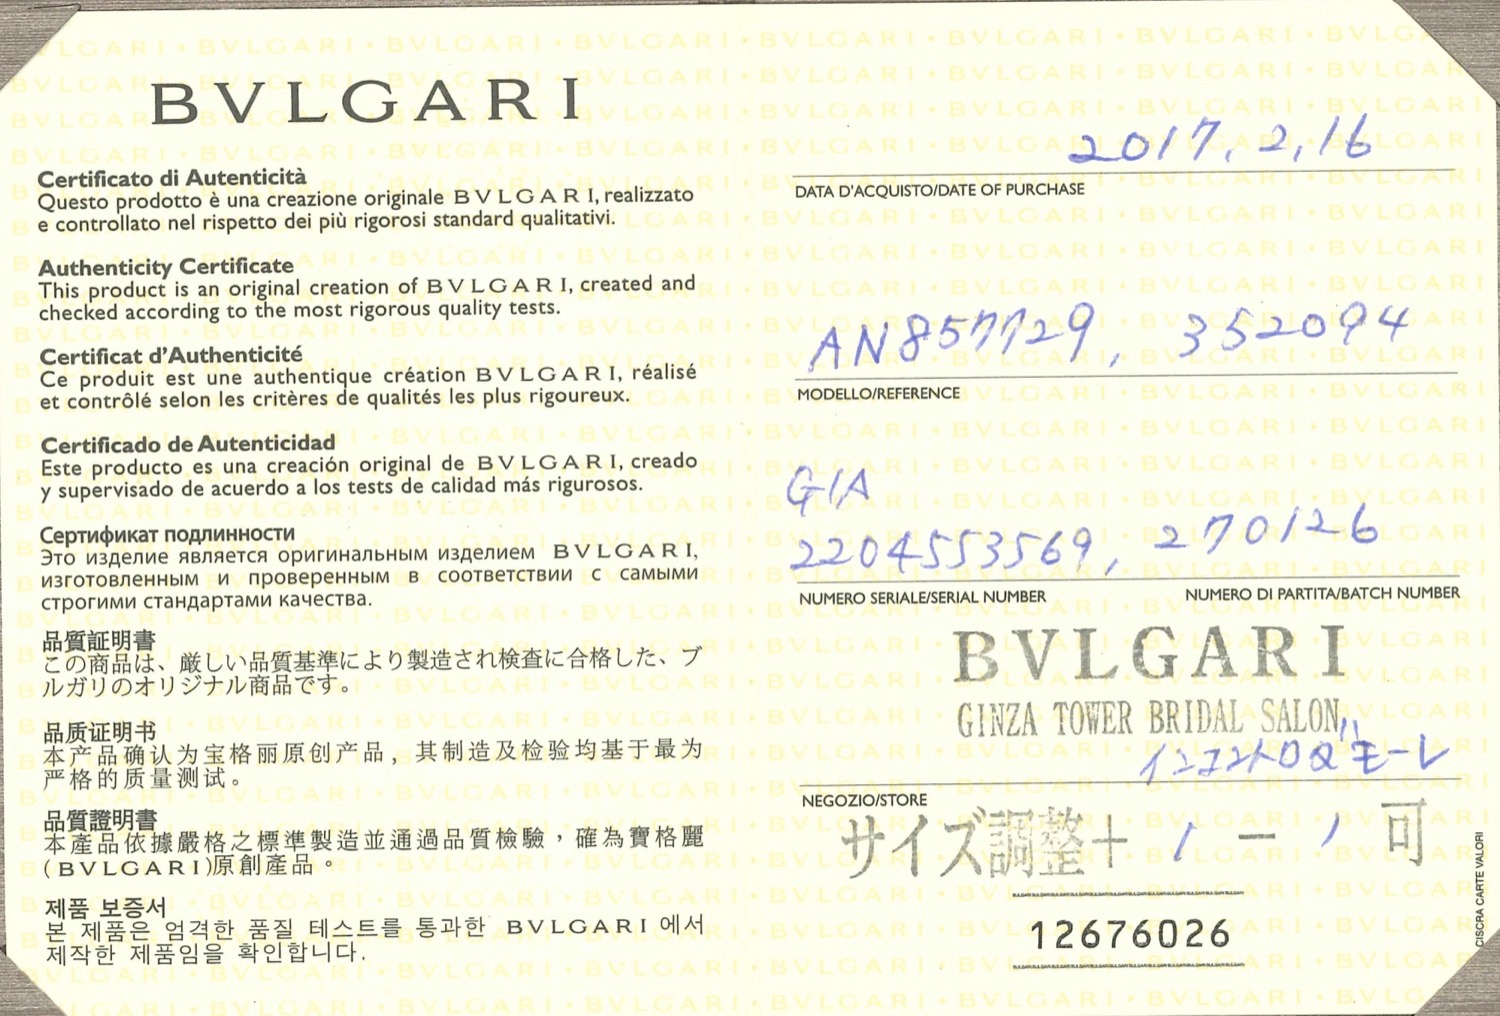 BVLGARI
Certificato di Autenticità
Questo prodotto è una creazione originale BVLGARI, realizzato
e controllato nel rispetto dei più rigorosi standard qualitativi.
Authenticity Certificate
This product is an original creation of BVLGARI, created and
checked according to the most rigorous quality tests.
Certificat d'Authenticité
Ce produit est une authentique création BVLGARI, réalisé
et contrôlé selon les critères de qualités les plus rigoureux.
Certificado de Autenticidad
Este producto es una creación original de BVLGARI, creado
y supervisado de acuerdo a los tests de calidad más rigurosos.
Сертификат подлинности
Это изделие является оригинальным изделием BVLGARI,
изготовленным и проверенным в соответствии с самыми
строгими стандартами качества.
品質証明書
この商品は、厳しい品質基準により製造され検査に合格した、ブ
ルガリのオリジナル商品です。
品质证明书
本产品确认为宝格丽原创产品，其制造及检验均基于最为
严格的质量测试。
品質證明書
本產品依據嚴格之標準製造並通過品質檢驗，確為寶格麗
(BVLGARI)原創產品。
제품 보증서
본 제품은 엄격한 품질 테스트를 통과한 BVLGARI 에서
제작한 제품임을 확인합니다.
2017.2.16
DATA D'ACQUISTO/DATE OF PURCHASE
AN857729, 352094
MODELLO/REFERENCE
GIA
2204553569, 270126
NUMERO SERIALE/SERIAL NUMBER NUMERO DI PARTITA/BATCH NUMBER
BVLGARI
GINZA TOWER BRIDAL SALON
インコントロダモーレ
NEGOZIO/STORE
サイズ調整+1-1可
12676026
CISCRA CARTE VALORI